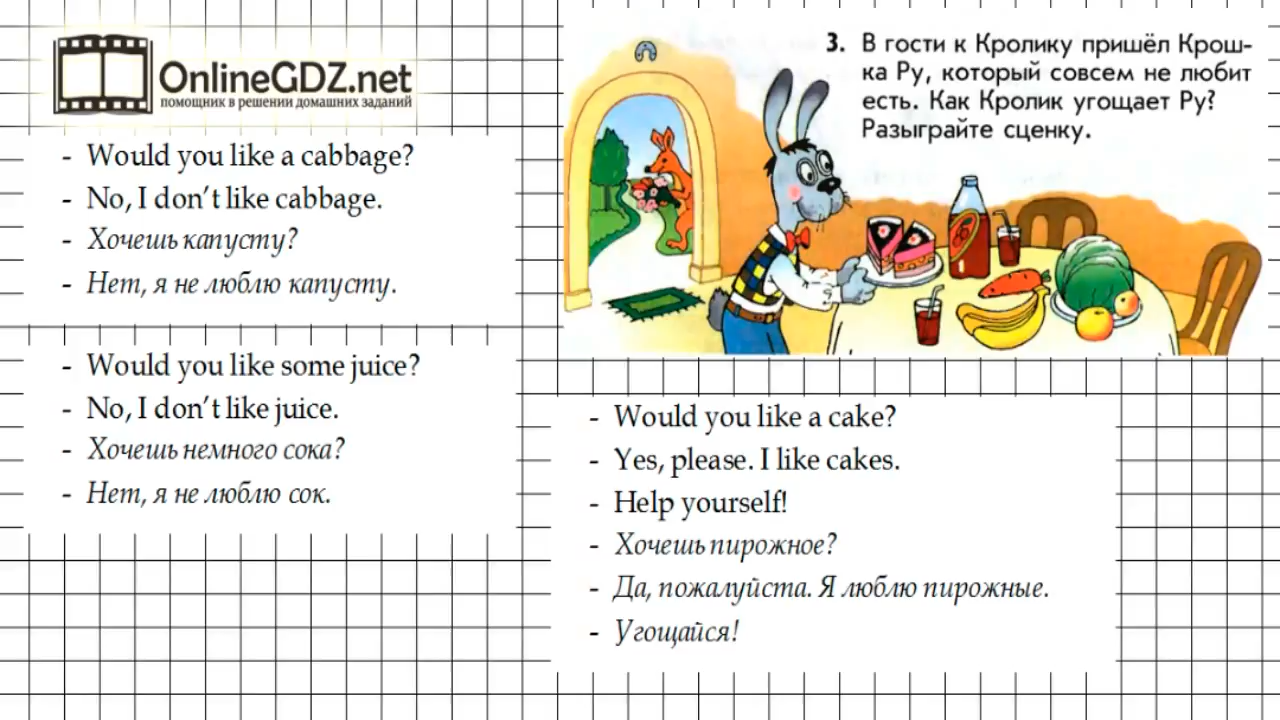 OnlineGDZ.net
помощник в решении домашних заданий
- Would you like a cabbage?
- No, I don't like cabbage.
- Хочешь капусту?
- Нет, я не люблю капусту.
- Would you like some juice?
- No, I don't like juice.
- Хочешь немного сока?
- Нет, я не люблю сок.
3. В гости к Кролику пришёл Крош-
ка Ру, который совсем не любит
есть. Как Кролик угощает Ру?
Разыграйте сценку.
- Would you like a cake?
- Yes, please. I like cakes.
- Help yourself!
- Хочешь пирожное?
- Да, пожалуйста. Я люблю пирожные.
- Угощайся!